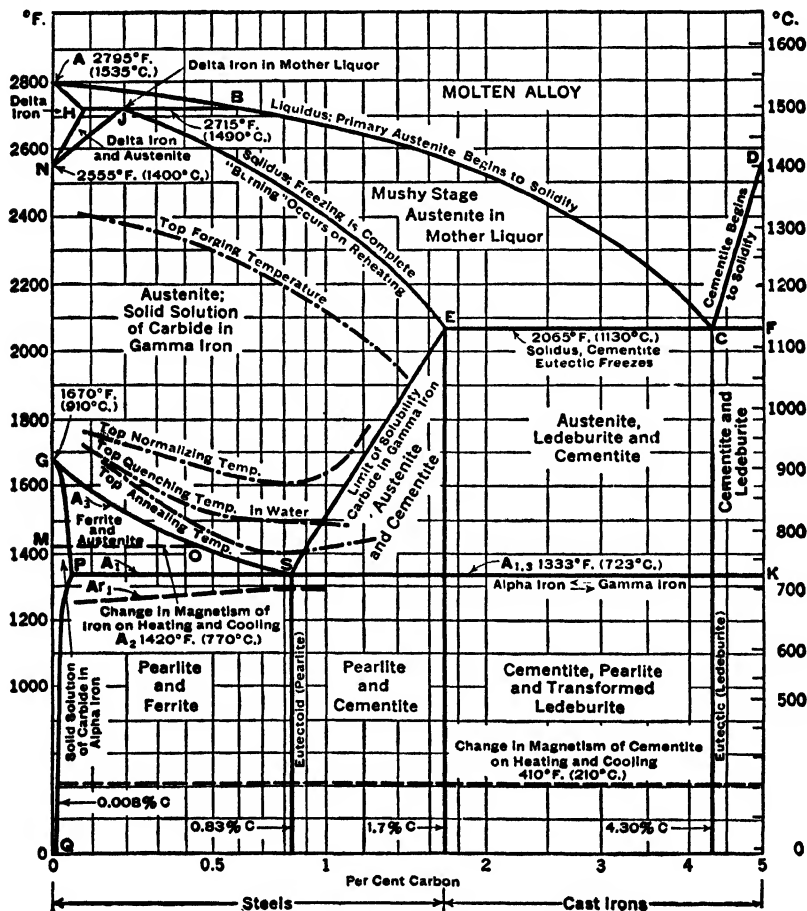 °F.
°C.
A 2795°F.
(1535°C.)
Delta Iron in Mother Liquor
1600
2800
B
MOLTEN ALLOY
Delta
Iron
H
J
2715°F.
(1490°C.)
1500
Liquidus; Primary Austenite Begins to Solidify
2600
Delta Iron
and Austenite
N
2555°F. (1400°C.)
D
1400
Solidus; Freezing is Complete
"Burning" Occurs on Reheating
Mushy Stage
Austenite in
Mother Liquor
Cementite Begins
to Solidify
2400
1300
Top Forging Temperature
2200
1200
Austenite;
Solid Solution
of Carbide in
Gamma Iron
E
C
F
2000
2065°F. (1130°C.)
Solidus, Cementite
Eutectic Freezes
1100
1670°F.
(910°C.)
1800
1000
Limit of Solubility
Carbide in Gamma Iron
Austenite
and Cementite
Austenite,
Ledeburite and
Cementite
Cementite and
Ledeburite
Top Normalizing Temp.
G
900
Top Quenching Temp. in Water
1600
Top Annealing Temp.
A3
Ferrite
and
Austenite
M
O
800
1400
P
A1
S
A1,3 1333°F. (723°C.)
K
Ar1
Alpha Iron Gamma Iron
700
1200
Change in Magnetism of
Iron on Heating and Cooling
A2 1420°F. (770°C.)
600
Solid Solution
of Carbide in
Alpha Iron
Pearlite
and
Ferrite
Eutectoid (Pearlite)
Pearlite
and
Cementite
Cementite, Pearlite
and Transformed
Ledeburite
Eutectic (Ledeburite)
1000
500
Change in Magnetism of Cementite
on Heating and Cooling
410°F. (210°C.)
0.008% C
0.83% C
1.7% C
4.30% C
Q
0
0
0
0.5
1
2
3
4
5
Per Cent Carbon
Steels
Cast Irons